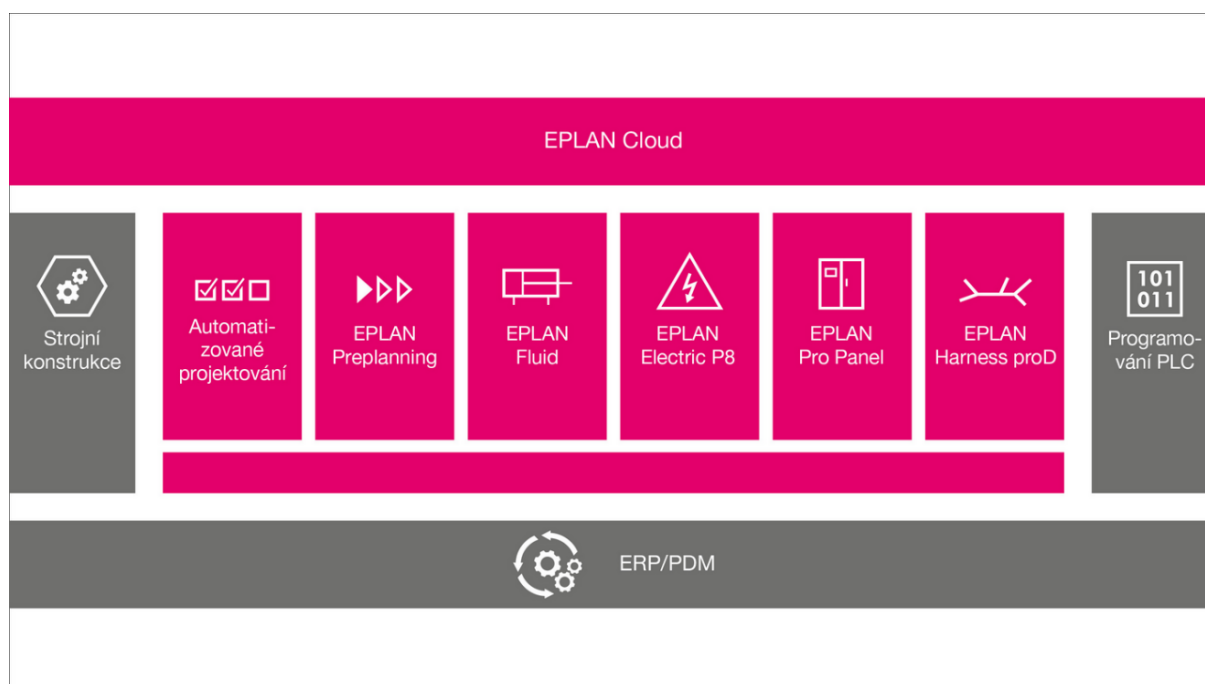 EPLAN Cloud
Strojní
konstrukce
Automati-
zované
projektování
EPLAN
Preplanning
EPLAN
Fluid
EPLAN
Electric P8
EPLAN
Pro Panel
EPLAN
Harness proD
101
011
Programo-
vání PLC
ERP/PDM